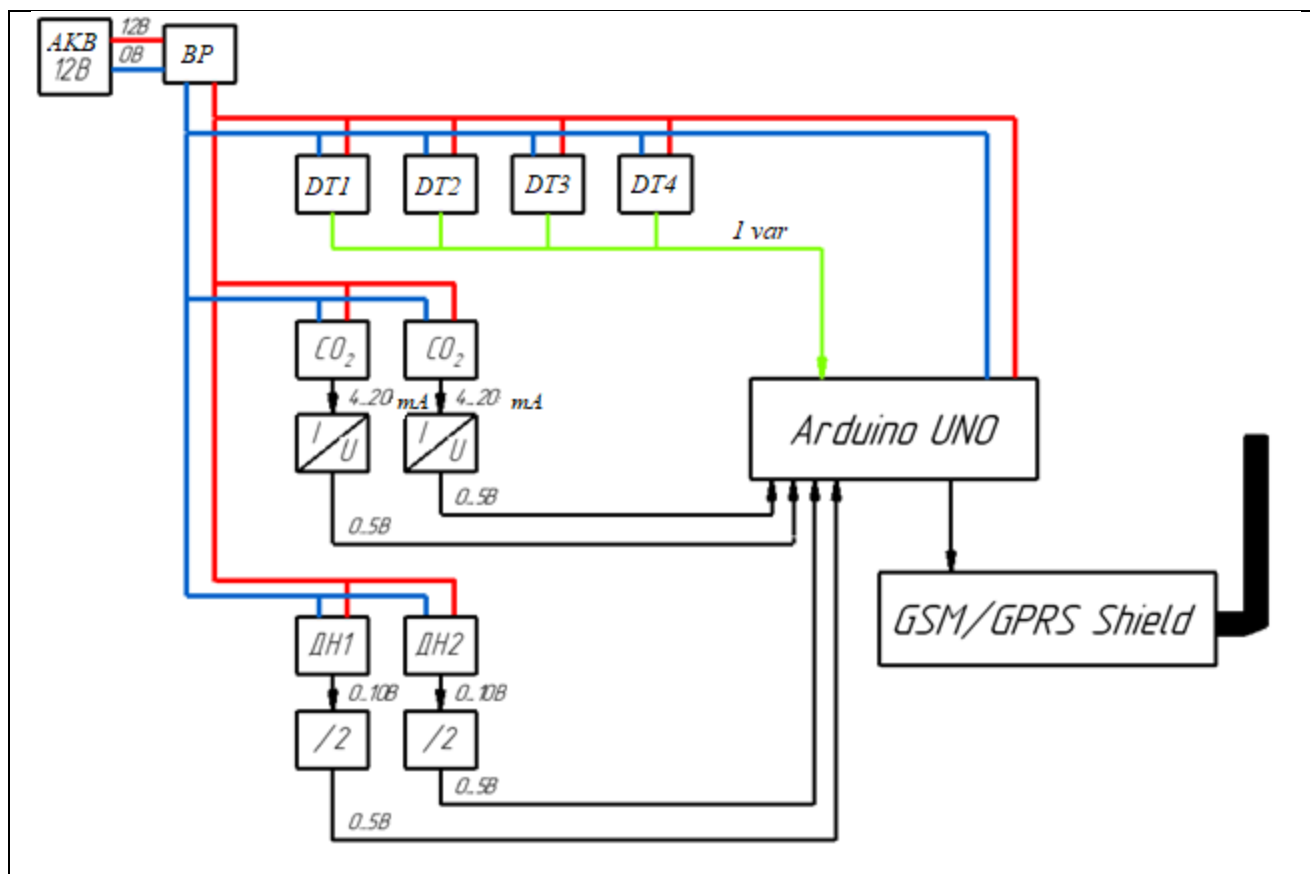 12В
АКВ
12В
0В
ВР
DT1
DT2
DT3
DT4
1 var
CO₂
CO₂
4...20 mA
4...20 mA
I/U
I/U
0...5В
0...5В
Arduino UNO
GSM/GPRS Shield
ДН1
ДН2
0...10В
0...10В
/2
/2
0...5В
0...5В